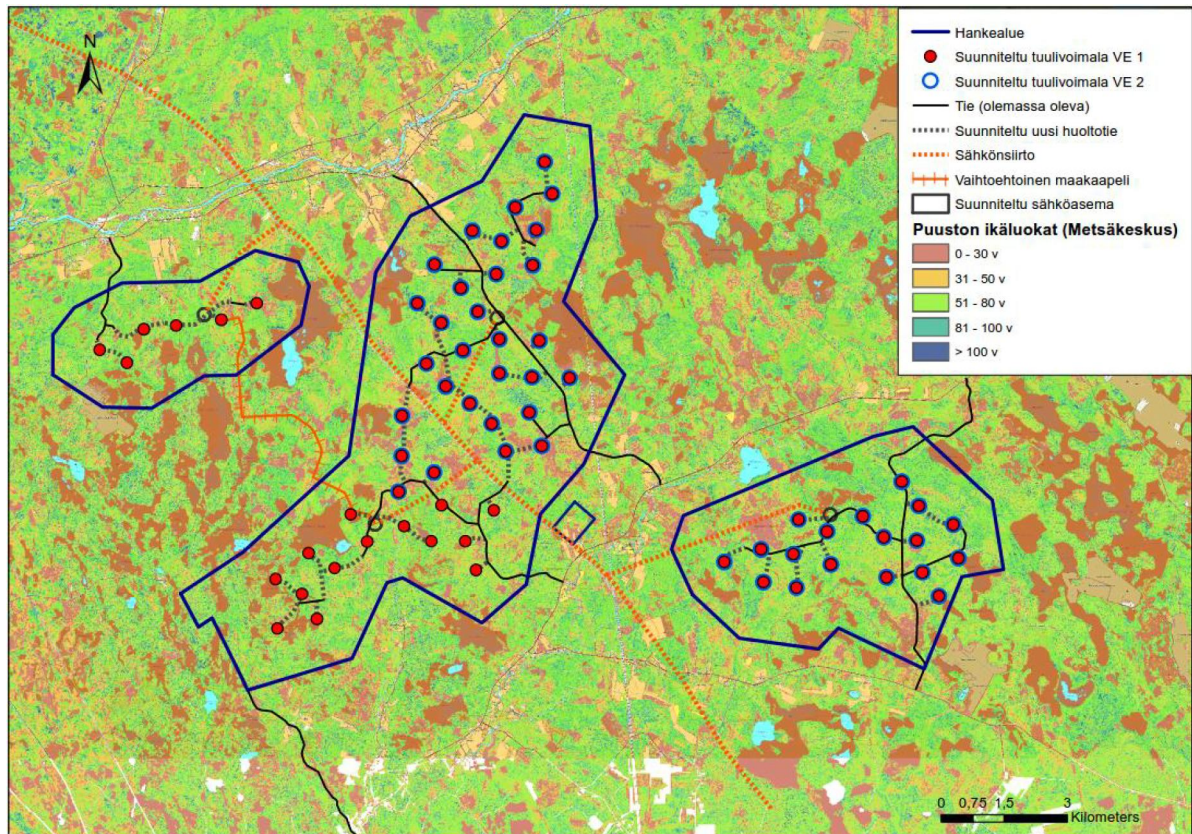 N
Hankealue
Suunniteltu tuulivoimala VE 1
Suunniteltu tuulivoimala VE 2
Tie (olemassa oleva)
Suunniteltu uusi huoltotie
Sähkönsiirto
Vaihtoehtoinen maakaapeli
Suunniteltu sähköasema
Puuston ikäluokat (Metsäkeskus)
0 - 30 v
31 - 50 v
51 - 80 v
81 - 100 v
> 100 v
0 0,75 1,5 3
Kilometers